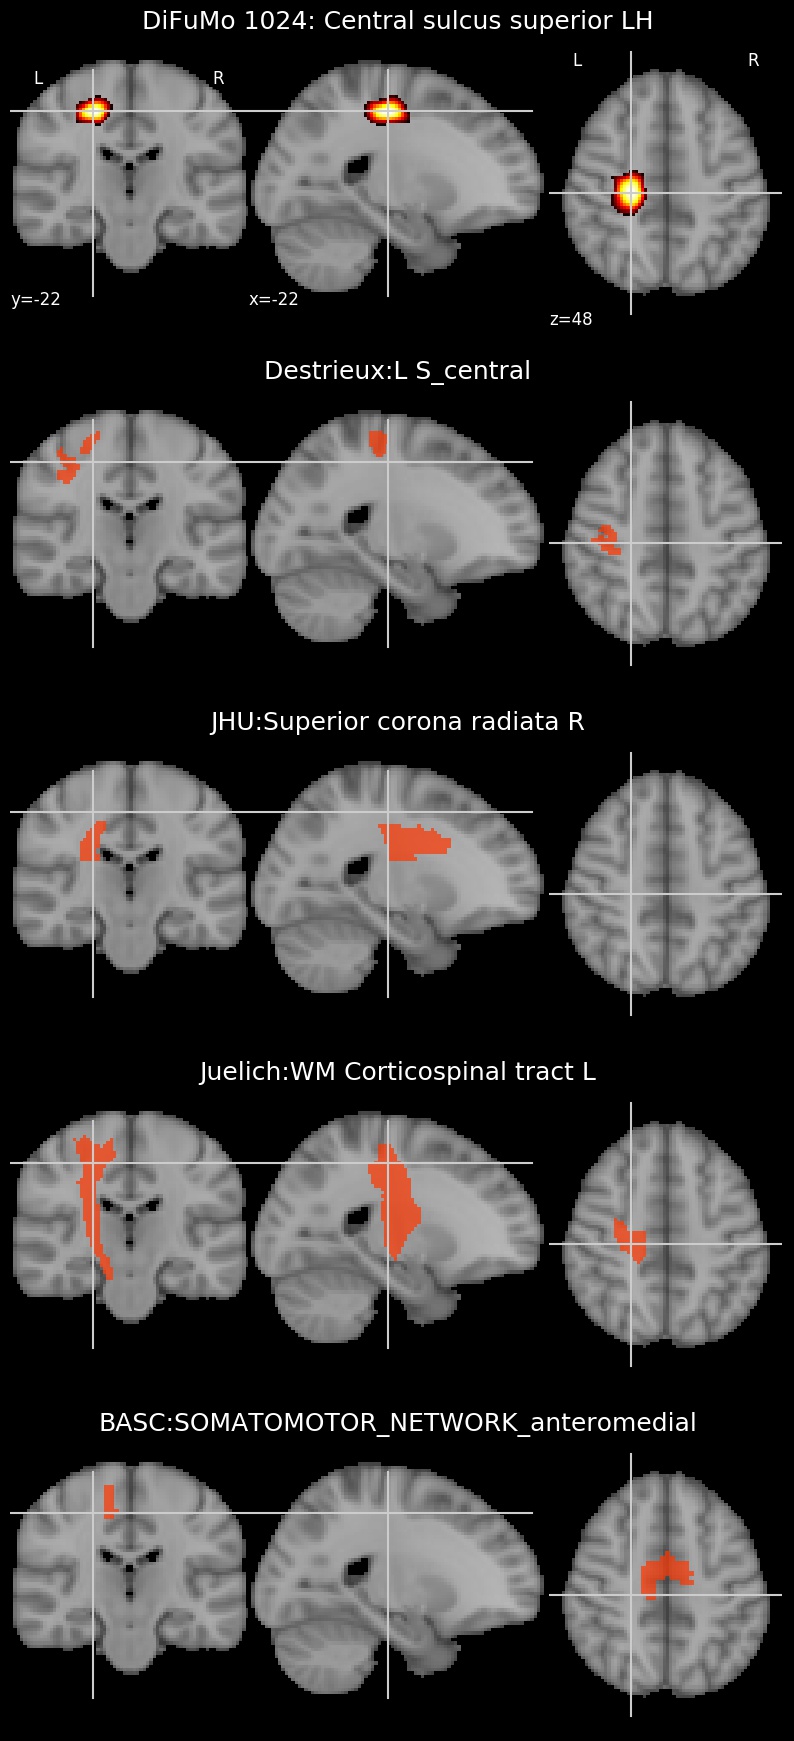 DiFuMo 1024: Central sulcus superior LH
L R L R
y=-22 x=-22 z=48
Destrieux:L S_central
JHU:Superior corona radiata R
Juelich:WM Corticospinal tract L
BASC:SOMATOMOTOR_NETWORK_anteromedial